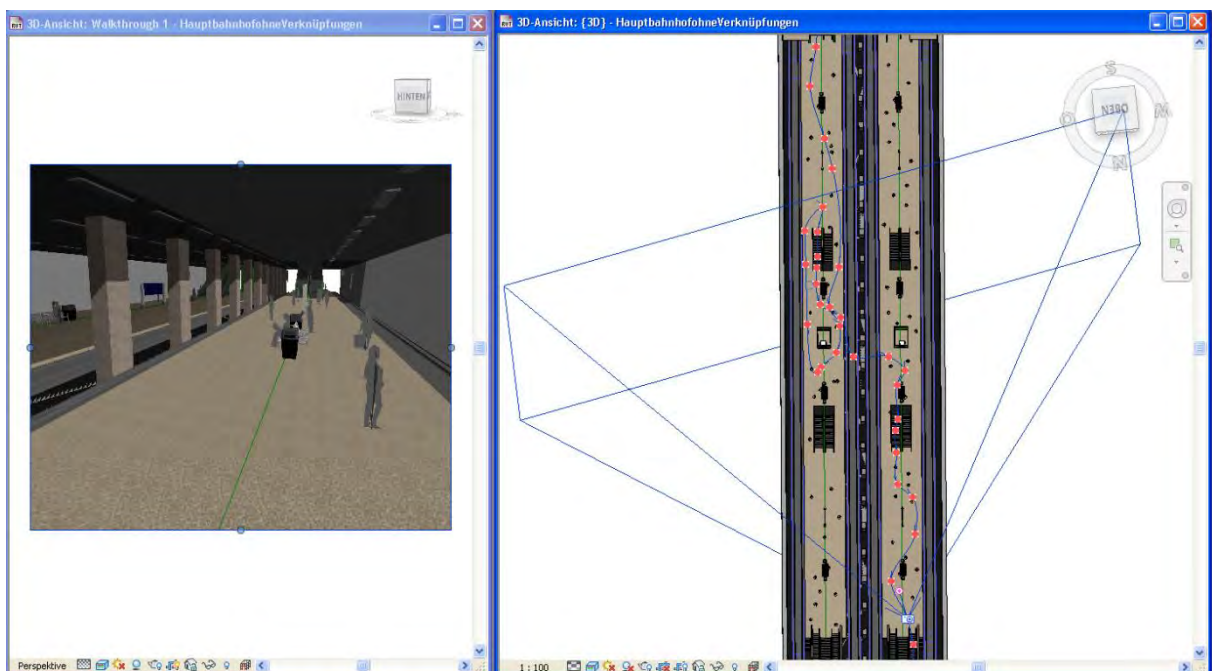 3D-Ansicht: Walkthrough 1 - HauptbahnhofohneVerknüpfungen
HINTEN
Perspektive
3D-Ansicht: {3D} - HauptbahnhofohneVerknüpfungen
S
OBEN
O
W
N
1 : 100